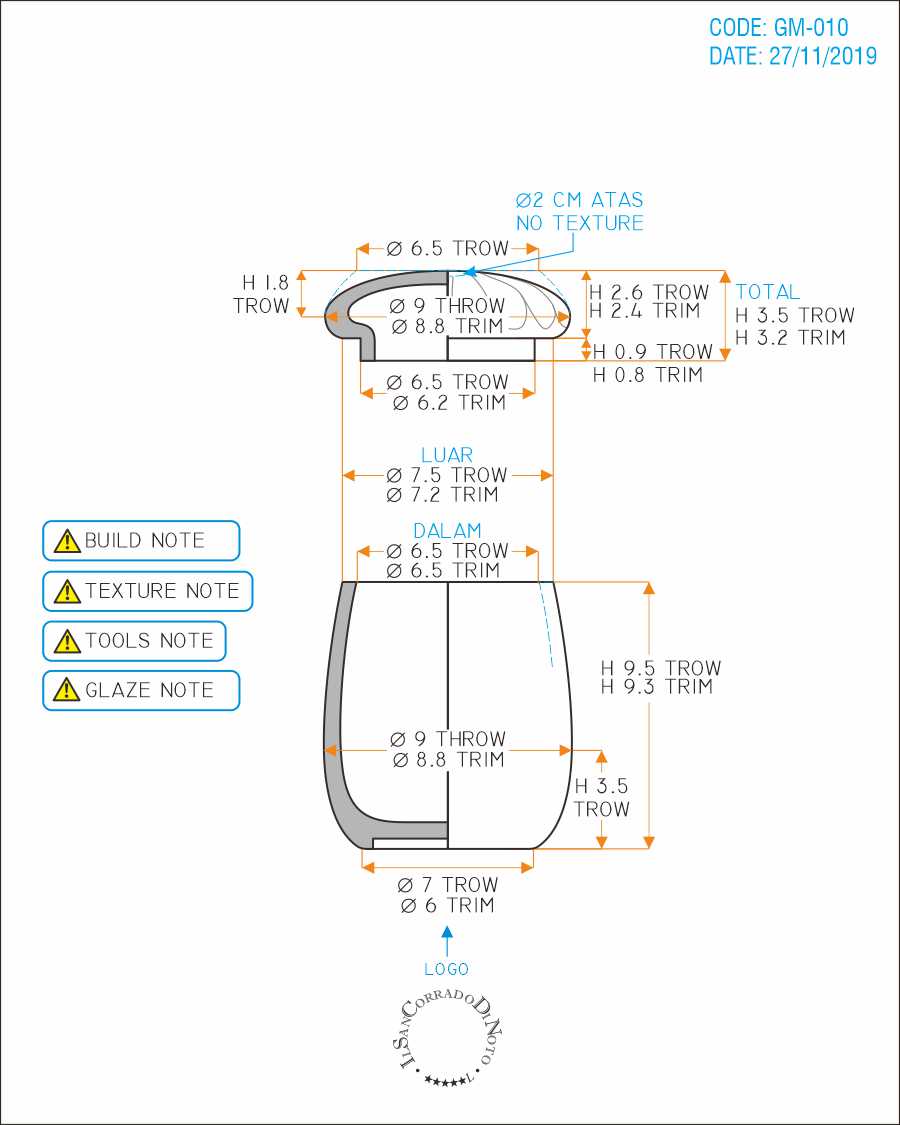 CODE: GM-010
DATE: 27/11/2019
Ø2 CM ATAS
NO TEXTURE
Ø 6.5 TROW
H 1.8
TROW
Ø 9 THROW
Ø 8.8 TRIM
H 2.6 TROW
H 2.4 TRIM
TOTAL
H 3.5 TROW
H 3.2 TRIM
H 0.9 TROW
H 0.8 TRIM
Ø 6.5 TROW
Ø 6.2 TRIM
LUAR
Ø 7.5 TROW
Ø 7.2 TRIM
DALAM
Ø 6.5 TROW
Ø 6.5 TRIM
BUILD NOTE
TEXTURE NOTE
TOOLS NOTE
GLAZE NOTE
H 9.5 TROW
H 9.3 TRIM
Ø 9 THROW
Ø 8.8 TRIM
H 3.5
TROW
Ø 7 TROW
Ø 6 TRIM
LOGO
IL SAN CORRADO DI NOTO
★★★★★L